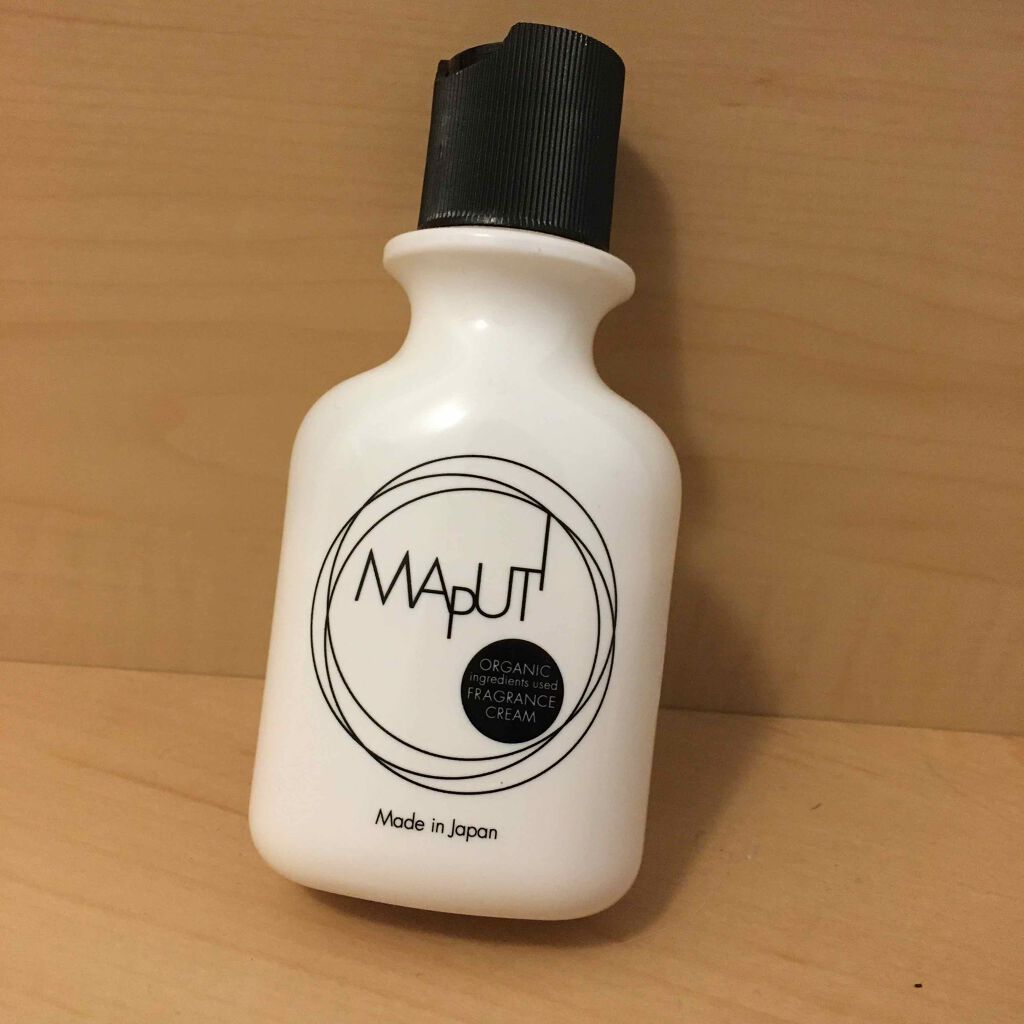 MAPUTI
ORGANIC
ingredients used
FRAGRANCE
CREAM
Made in Japan